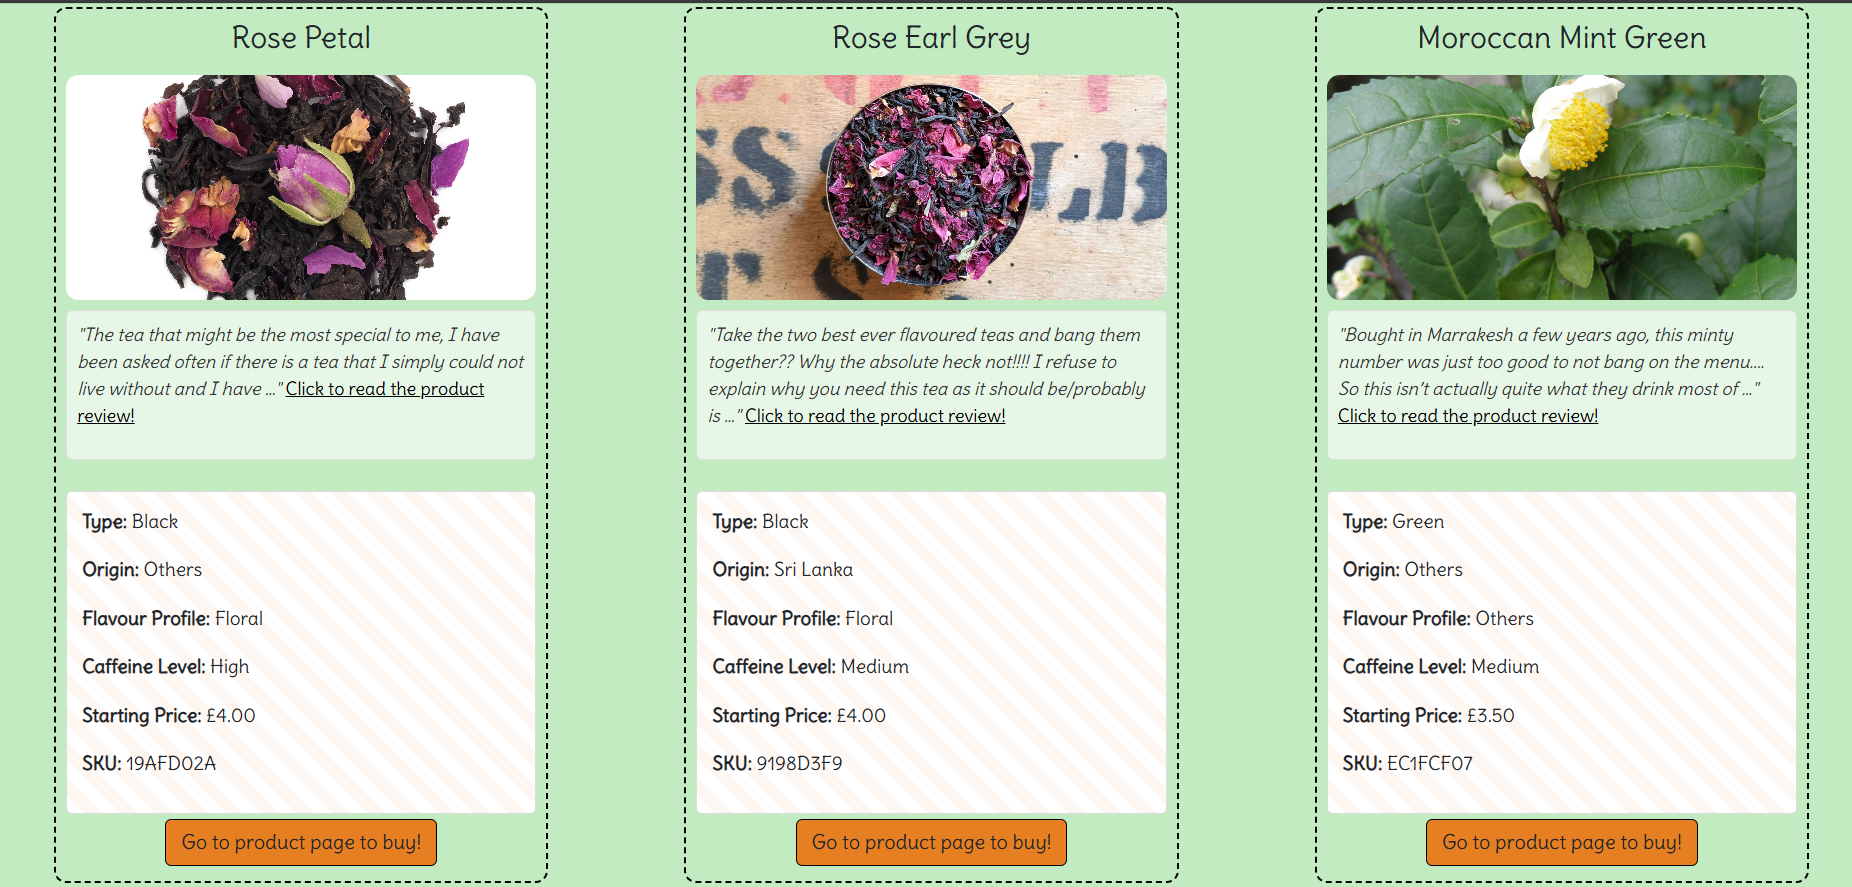 Rose Petal
"The tea that might be the most special to me, I have
been asked often if there is a tea that I simply could not
live without and I have ..." Click to read the product
review!
Type: Black
Origin: Others
Flavour Profile: Floral
Caffeine Level: High
Starting Price: £4.00
SKU: 19AFD02A
Go to product page to buy!
Rose Earl Grey
SS
LB
"Take the two best ever flavoured teas and bang them
together?? Why the absolute heck not!!!! I refuse to
explain why you need this tea as it should be/probably
is ..." Click to read the product review!
Type: Black
Origin: Sri Lanka
Flavour Profile: Floral
Caffeine Level: Medium
Starting Price: £4.00
SKU: 9198D3F9
Go to product page to buy!
Moroccan Mint Green
"Bought in Marrakesh a few years ago, this minty
number was just too good to not bang on the menu....
So this isn't actually quite what they drink most of ..."
Click to read the product review!
Type: Green
Origin: Others
Flavour Profile: Others
Caffeine Level: Medium
Starting Price: £3.50
SKU: EC1FCF07
Go to product page to buy!